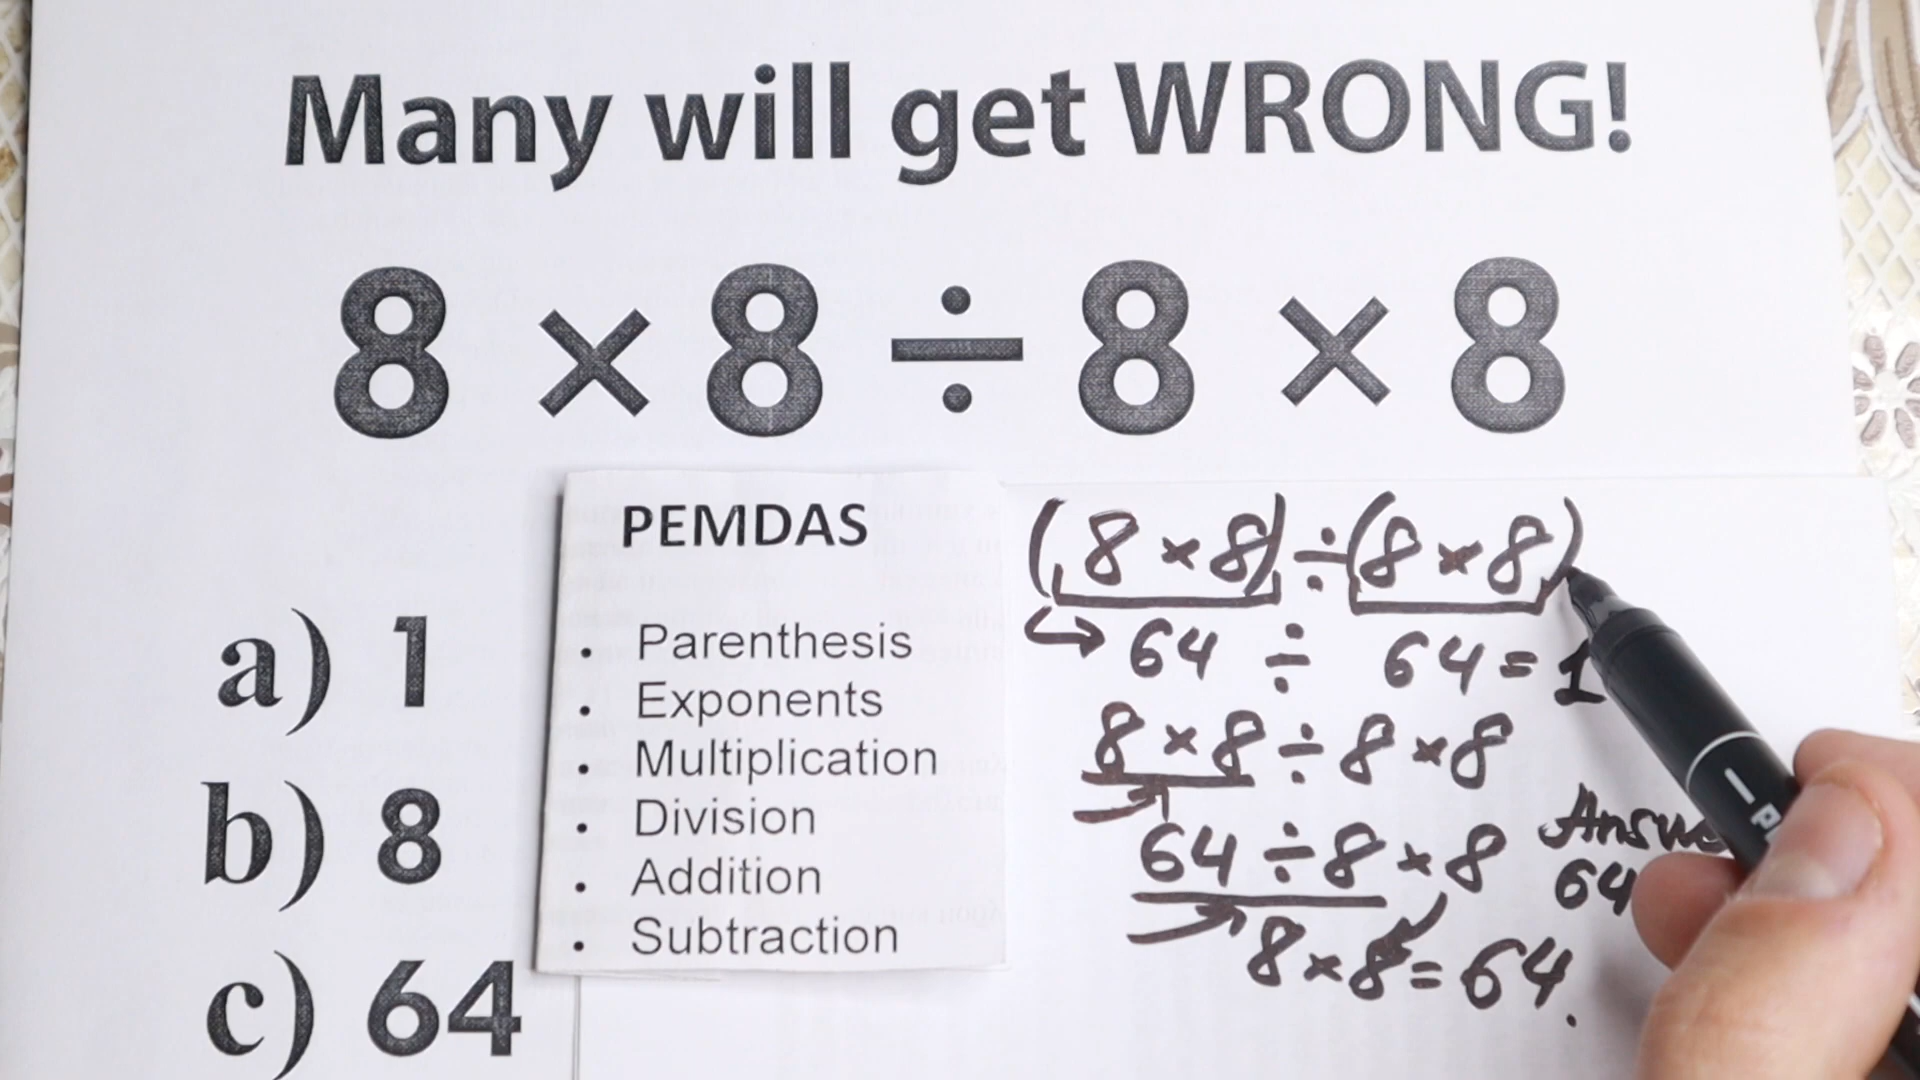 Many will get WRONG!
8 × 8 ÷ 8 × 8
a) 1
b) 8
c) 64
PEMDAS
• Parenthesis
• Exponents
• Multiplication
• Division
• Addition
• Subtraction
(8 × 8) ÷ (8 × 8)
64 ÷ 64 = 1
8 × 8 ÷ 8 × 8
64 ÷ 8 × 8
8 × 8 = 64.
64